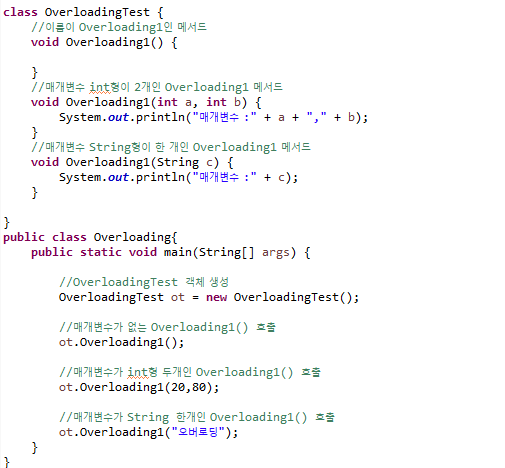 class OverloadingTest {
    //이름이 Overloading1인 메서드
    void Overloading1() {

    }
    //매개변수 int형이 2개인 Overloading1 메서드
    void Overloading1(int a, int b) {
        System.out.println("매개변수 :" + a + "," + b);
    }
    //매개변수 String형이 한 개인 Overloading1 메서드
    void Overloading1(String c) {
        System.out.println("매개변수 :" + c);
    }

}
public class Overloading{
    public static void main(String[] args) {

        //OverloadingTest 객체 생성
        OverloadingTest ot = new OverloadingTest();

        //매개변수가 없는 Overloading1() 호출
        ot.Overloading1();

        //매개변수가 int형 두개인 Overloading1() 호출
        ot.Overloading1(20,80);

        //매개변수가 String 한개인 Overloading1() 호출
        ot.Overloading1("오버로딩");
    }
}